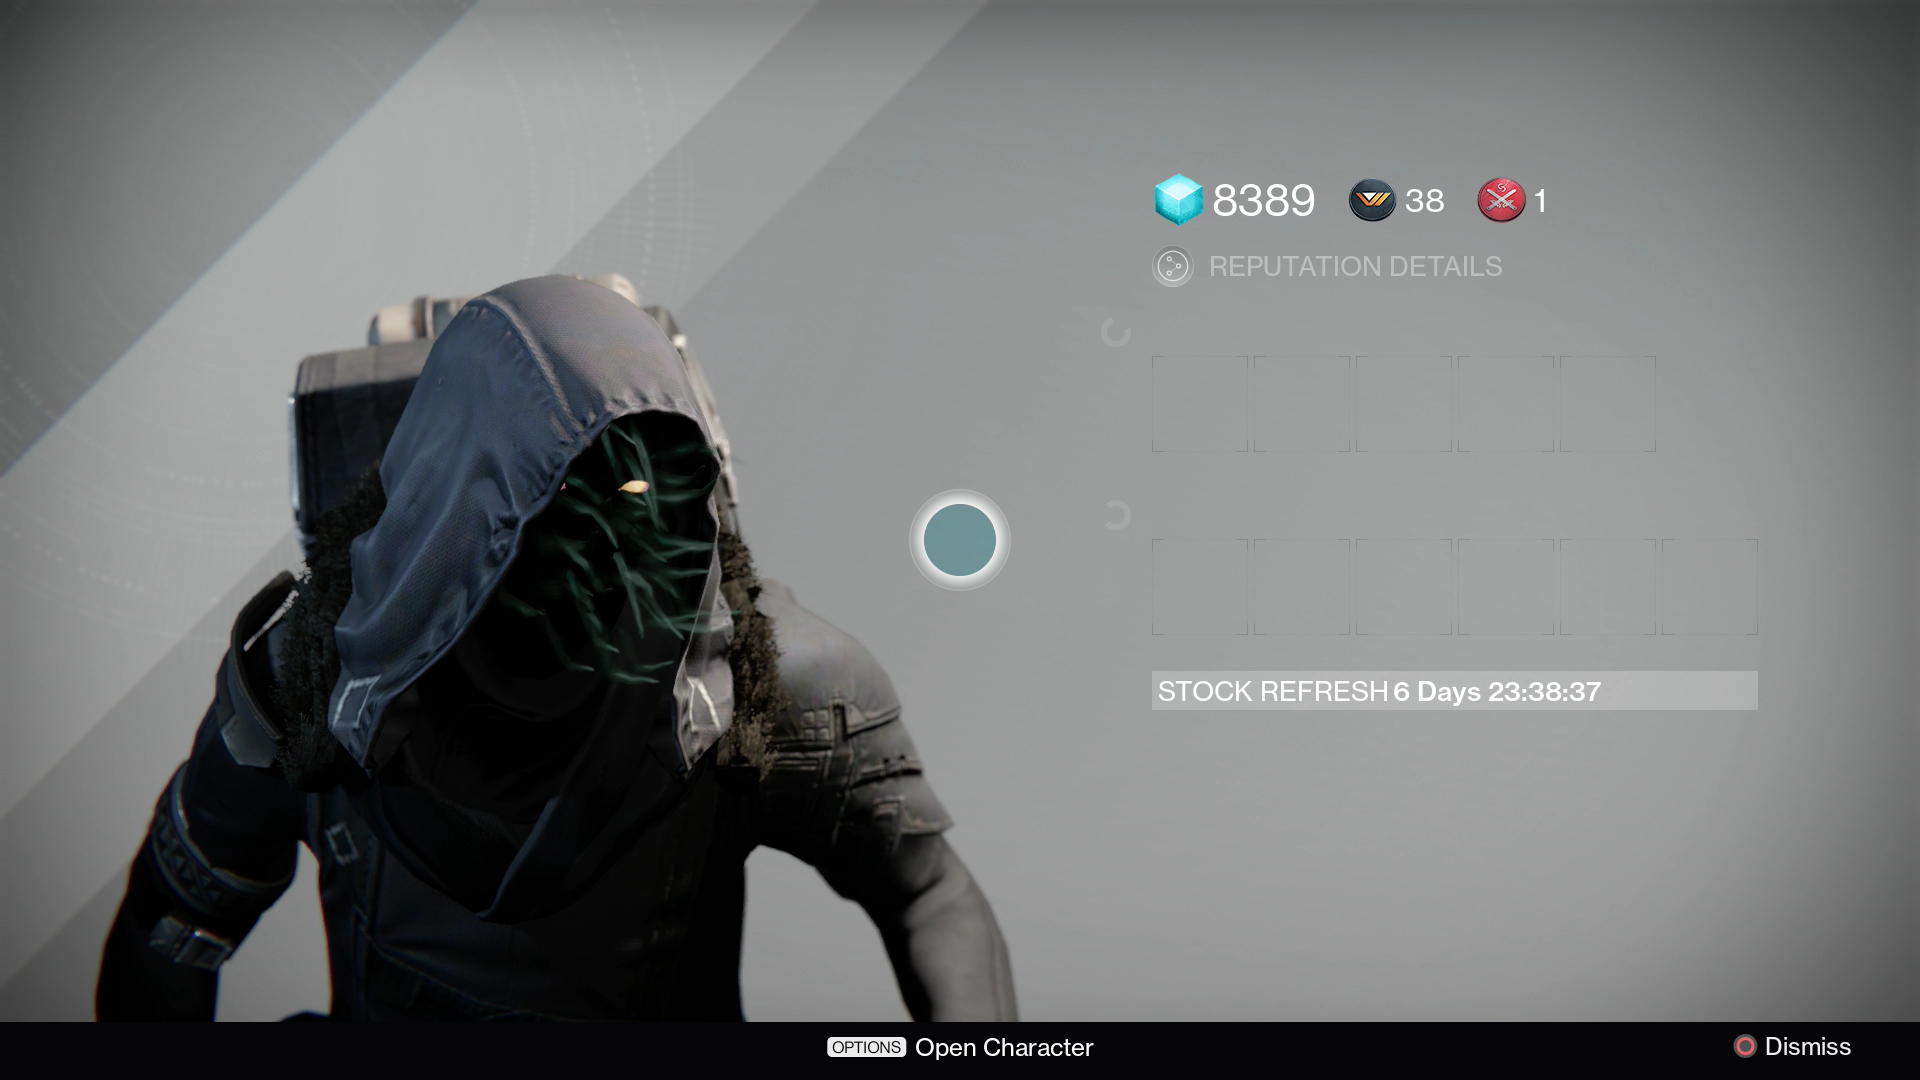 8389 38 1
REPUTATION DETAILS
STOCK REFRESH 6 Days 23:38:37
OPTIONS Open Character
Dismiss